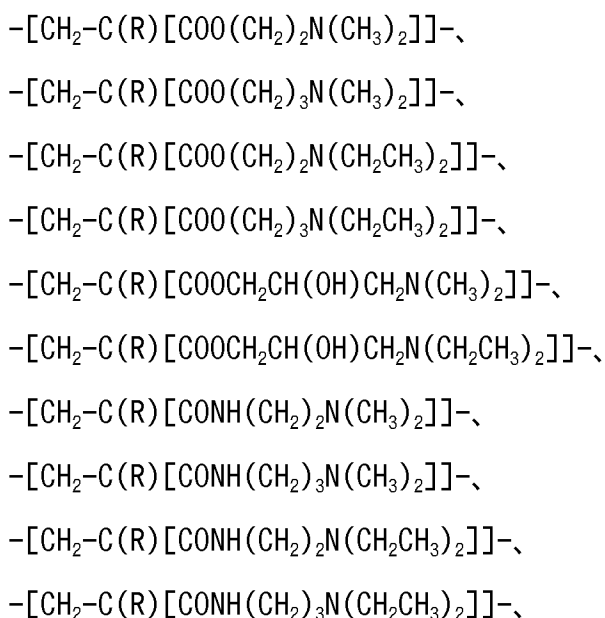 -[CH₂-C(R)[COO(CH₂)₂N(CH₃)₂]]-、
-[CH₂-C(R)[COO(CH₂)₃N(CH₃)₂]]-、
-[CH₂-C(R)[COO(CH₂)₂N(CH₂CH₃)₂]]-、
-[CH₂-C(R)[COO(CH₂)₃N(CH₂CH₃)₂]]-、
-[CH₂-C(R)[COOCH₂CH(OH)CH₂N(CH₃)₂]]-、
-[CH₂-C(R)[COOCH₂CH(OH)CH₂N(CH₂CH₃)₂]]-、
-[CH₂-C(R)[CONH(CH₂)₂N(CH₃)₂]]-、
-[CH₂-C(R)[CONH(CH₂)₃N(CH₃)₂]]-、
-[CH₂-C(R)[CONH(CH₂)₂N(CH₂CH₃)₂]]-、
-[CH₂-C(R)[CONH(CH₂)₃N(CH₂CH₃)₂]]-、